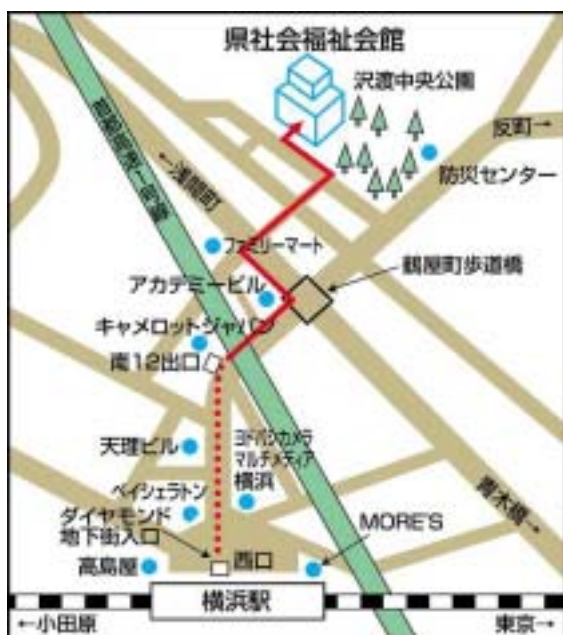 県社会福祉会館
沢渡中央公園
反町→
防災センター
←浅間町
ファミリーマート
鶴屋町歩道橋
アカデミービル
キャメロットジャパン
南12出口
天理ビル
ヨドバシカメラ
マルチメディア
横浜
ベイシェラトン
ダイヤモンド
地下街入口
MORE'S
青木橋→
高島屋
西口
横浜駅
←小田原
東京→